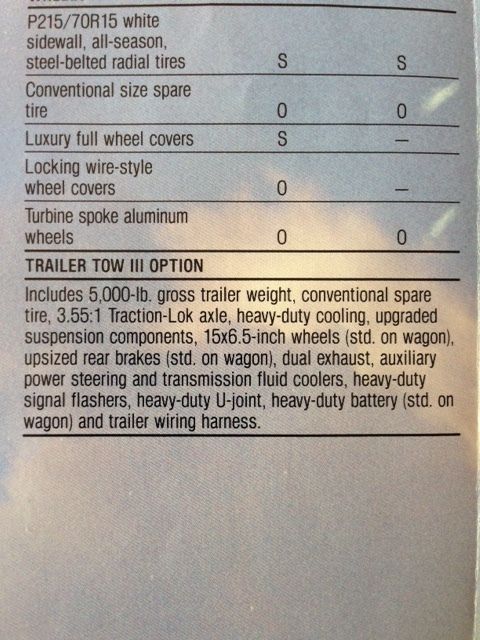 P215/70R15 white
sidewall, all-season,
steel-belted radial tires S S
Conventional size spare
tire O O
Luxury full wheel covers S —
Locking wire-style
wheel covers O —
Turbine spoke aluminum
wheels O O
TRAILER TOW III OPTION
Includes 5,000-lb. gross trailer weight, conventional spare
tire, 3.55:1 Traction-Lok axle, heavy-duty cooling, upgraded
suspension components, 15x6.5-inch wheels (std. on wagon),
upsized rear brakes (std. on wagon), dual exhaust, auxiliary
power steering and transmission fluid coolers, heavy-duty
signal flashers, heavy-duty U-joint, heavy-duty battery (std. on
wagon) and trailer wiring harness.